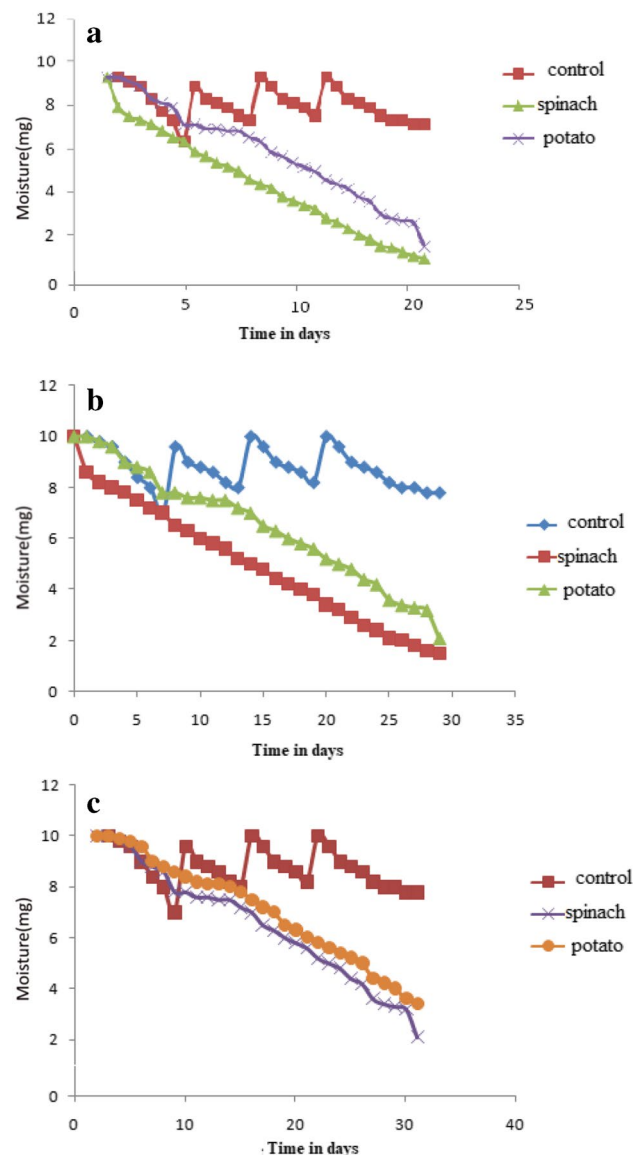 a
12
10
8
6
4
2
0
Moisture(mg)
0 5 10 20 25
Time in days
control
spinach
potato
b
12
10
8
6
4
2
0
Moisture(mg)
0 5 10 15 20 25 30 35
Time in days
control
spinach
potato
c
12
10
8
6
4
2
0
Moisture(mg)
0 10 20 30 40
Time in days
control
spinach
potato